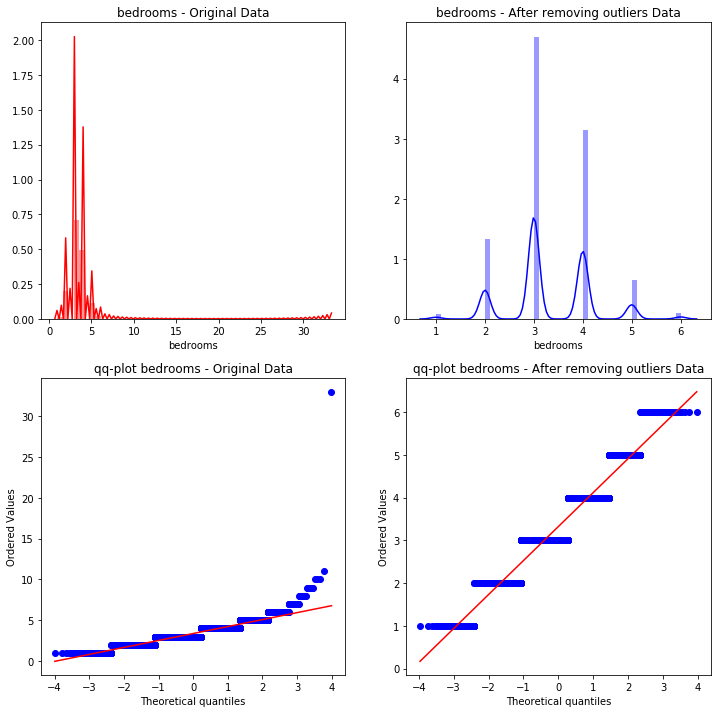 bedrooms - Original Data
2.00
1.75
1.50
1.25
1.00
0.75
0.50
0.25
0.00
0 5 10 15 20 25 30
bedrooms
bedrooms - After removing outliers Data
4
3
2
1
0
1 2 3 4 5 6
bedrooms
qq-plot bedrooms - Original Data
Ordered Values
30
25
20
15
10
5
0
−4 −3 −2 −1 0 1 2 3 4
Theoretical quantiles
qq-plot bedrooms - After removing outliers Data
Ordered Values
6
5
4
3
2
1
0
−4 −3 −2 −1 0 1 2 3 4
Theoretical quantiles